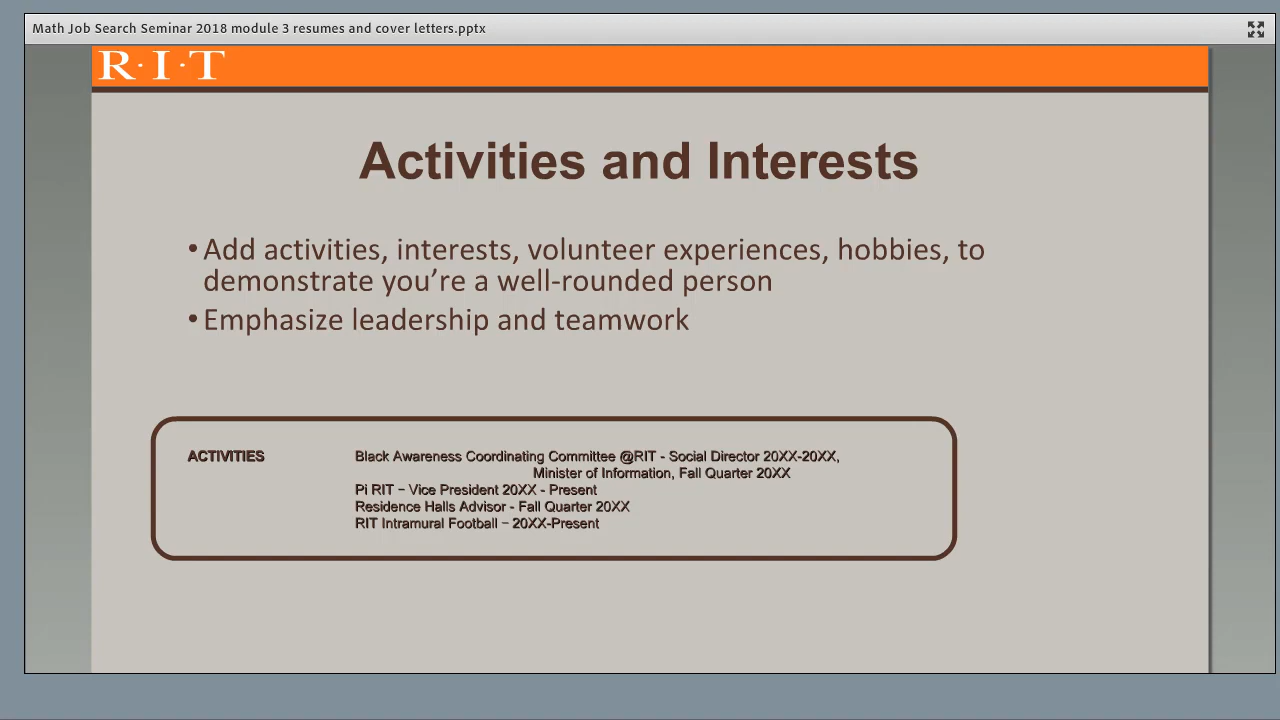 Math Job Search Seminar 2018 module 3 resumes and cover letters.pptx
R·I·T
Activities and Interests
•Add activities, interests, volunteer experiences, hobbies, to
demonstrate you’re a well-rounded person
•Emphasize leadership and teamwork
ACTIVITIES Black Awareness Coordinating Committee @RIT - Social Director 20XX-20XX,
Minister of Information, Fall Quarter 20XX
Pi RIT – Vice President 20XX - Present
Residence Halls Advisor - Fall Quarter 20XX
RIT Intramural Football – 20XX-Present